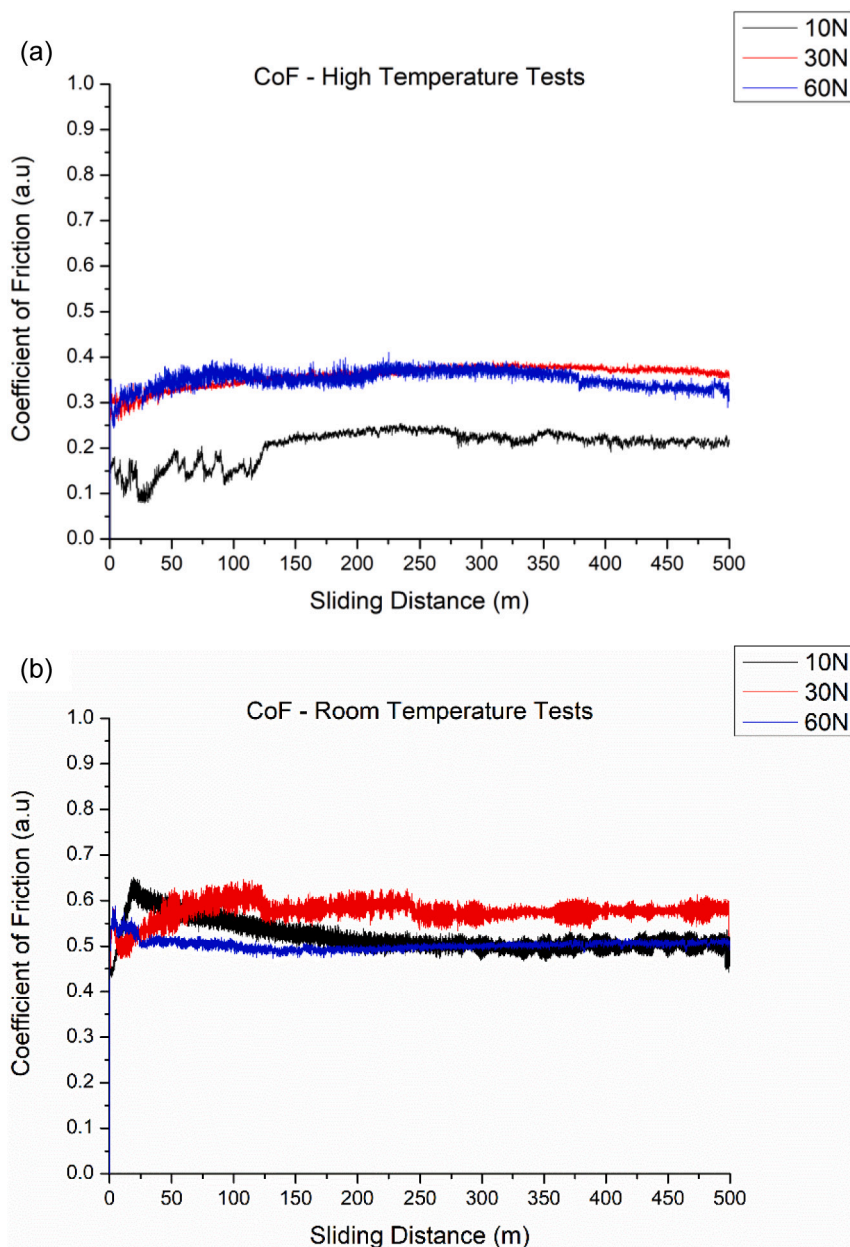 (a)
10N
30N
60N
CoF - High Temperature Tests
1.0
0.9
0.8
0.7
0.6
0.5
0.4
0.3
0.2
0.1
0.0
Coefficient of Friction (a.u)
0 50 100 150 200 250 300 350 400 450 500
Sliding Distance (m)
(b)
10N
30N
60N
CoF - Room Temperature Tests
1.0
0.9
0.8
0.7
0.6
0.5
0.4
0.3
0.2
0.1
0.0
Coefficient of Friction (a.u)
0 50 100 150 200 250 300 350 400 450 500
Sliding Distance (m)